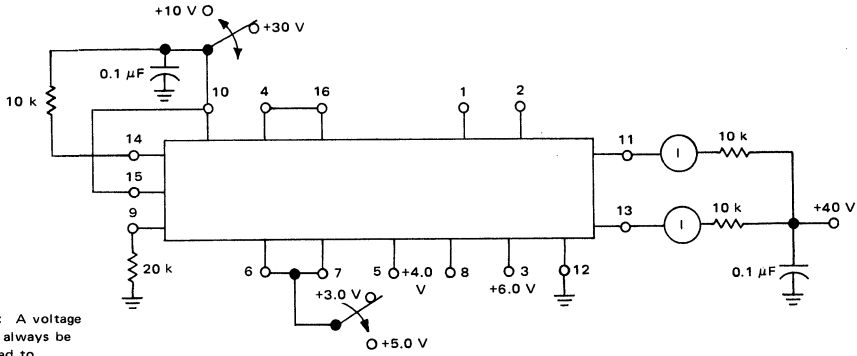 +10 V
+30 V
0.1 µF
10 k
10
4
16
1
2
14
11
10 k
15
9
13
10 k
+40 V
20 k
6
7
5
+4.0
V
8
3
+6.0 V
12
0.1 µF
+3.0 V
+5.0 V
I
I
A voltage
always be
to